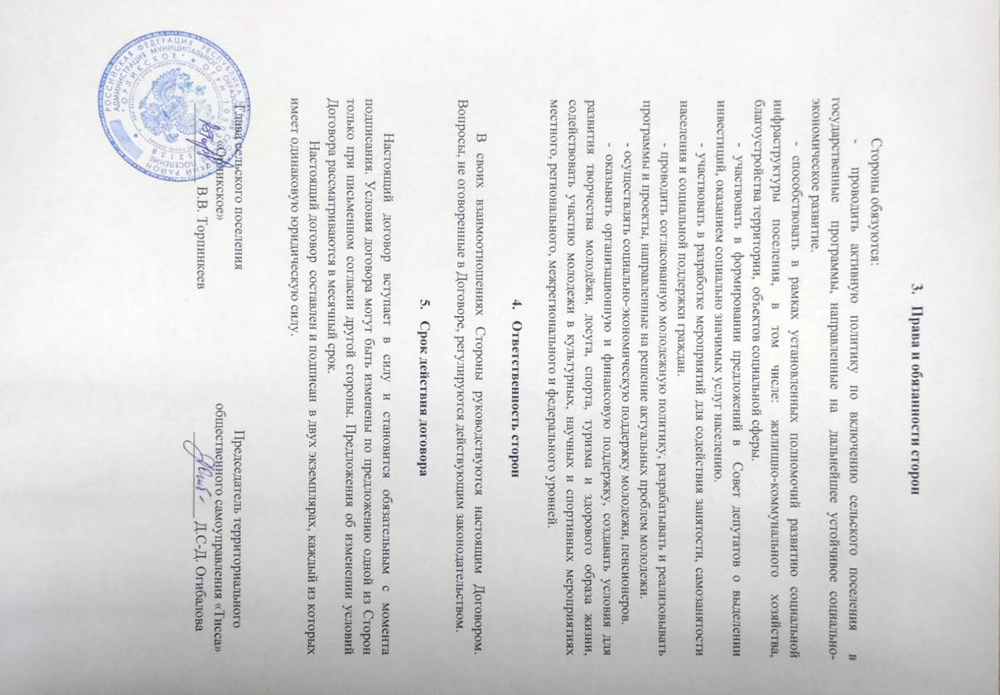 3. Права и обязанности сторон
Стороны обязуются:
- проводить активную политику по включению сельского поселения в
государственные программы, направленные на дальнейшее устойчивое социально-
экономическое развитие.
- способствовать в рамках установленных полномочий развитию социальной
инфраструктуры поселения, в том числе: жилищно-коммунального хозяйства,
благоустройства территории, объектов социальной сферы.
- участвовать в формировании предложений в Совет депутатов о выделении
инвестиций, оказанием социально значимых услуг населению.
- участвовать в разработке мероприятий для содействия занятости, самозанятости
населения и социальной поддержки граждан.
- проводить согласованную молодежную политику, разрабатывать и реализовывать
программы и проекты, направленные на решение актуальных проблем молодежи.
- осуществлять социально-экономическую поддержку молодежи, пенсионеров.
- оказывать организационную и финансовую поддержку, создавать условия для
развития творчества молодёжи, досуга, спорта, туризма и здорового образа жизни,
содействовать участию молодежи в культурных, научных и спортивных мероприятиях
местного, регионального, межрегионального и федерального уровней.
4. Ответственность сторон
В своих взаимоотношениях Стороны руководствуются настоящим Договором.
Вопросы, не оговоренные в Договоре, регулируются действующим законодательством.
5. Срок действия договора
Настоящий договор вступает в силу и становится обязательным с момента
подписания. Условия договора могут быть изменены по предложению одной из Сторон
только при письменном согласии другой стороны. Предложения об изменении условий
Договора рассматриваются в месячный срок.
Настоящий договор составлен и подписан в двух экземплярах, каждый из которых
имеет одинаковую юридическую силу.
Глава сельского поселения
«Орликское»
В.В. Торпинкеев
Председатель территориального
общественного самоуправления «Тисса»
Д.С-Д. Огибалова
РОССИЙСКАЯ ФЕДЕРАЦИЯ РЕСПУБЛИКА
АДМИНИСТРАЦИЯ МУНИЦИПАЛЬНОГО
"ОРЛИКСКОЕ" * ОГРН